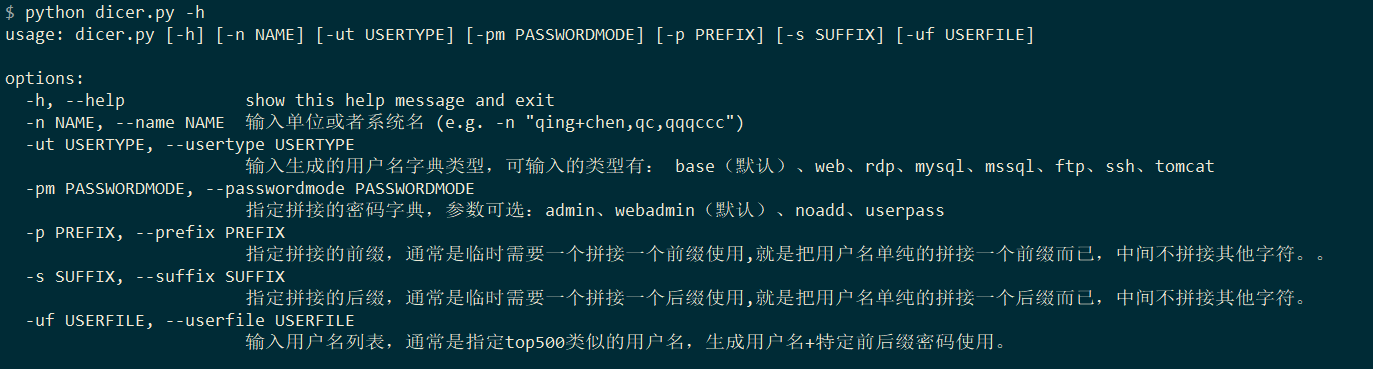 $ python dicer.py -h
usage: dicer.py [-h] [-n NAME] [-ut USERTYPE] [-pm PASSWORDMODE] [-p PREFIX] [-s SUFFIX] [-uf USERFILE]
options:
-h, --help show this help message and exit
-n NAME, --name NAME 输入单位或者系统名 (e.g. -n "qing+chen,qc,qqqccc")
-ut USERTYPE, --usertype USERTYPE
输入生成的用户名字典类型，可输入的类型有： base（默认）、web、rdp、mysql、mssql、ftp、ssh、tomcat
-pm PASSWORDMODE, --passwordmode PASSWORDMODE
指定拼接的密码字典，参数可选：admin、webadmin（默认）、noadd、userpass
-p PREFIX, --prefix PREFIX
指定拼接的前缀，通常是临时需要一个拼接一个前缀使用,就是把用户名单纯的拼接一个前缀而已，中间不拼接其他字符。。
-s SUFFIX, --suffix SUFFIX
指定拼接的后缀，通常是临时需要一个拼接一个后缀使用,就是把用户名单纯的拼接一个后缀而已，中间不拼接其他字符。
-uf USERFILE, --userfile USERFILE
输入用户名列表，通常是指定top500类似的用户名，生成用户名+特定前后缀密码使用。